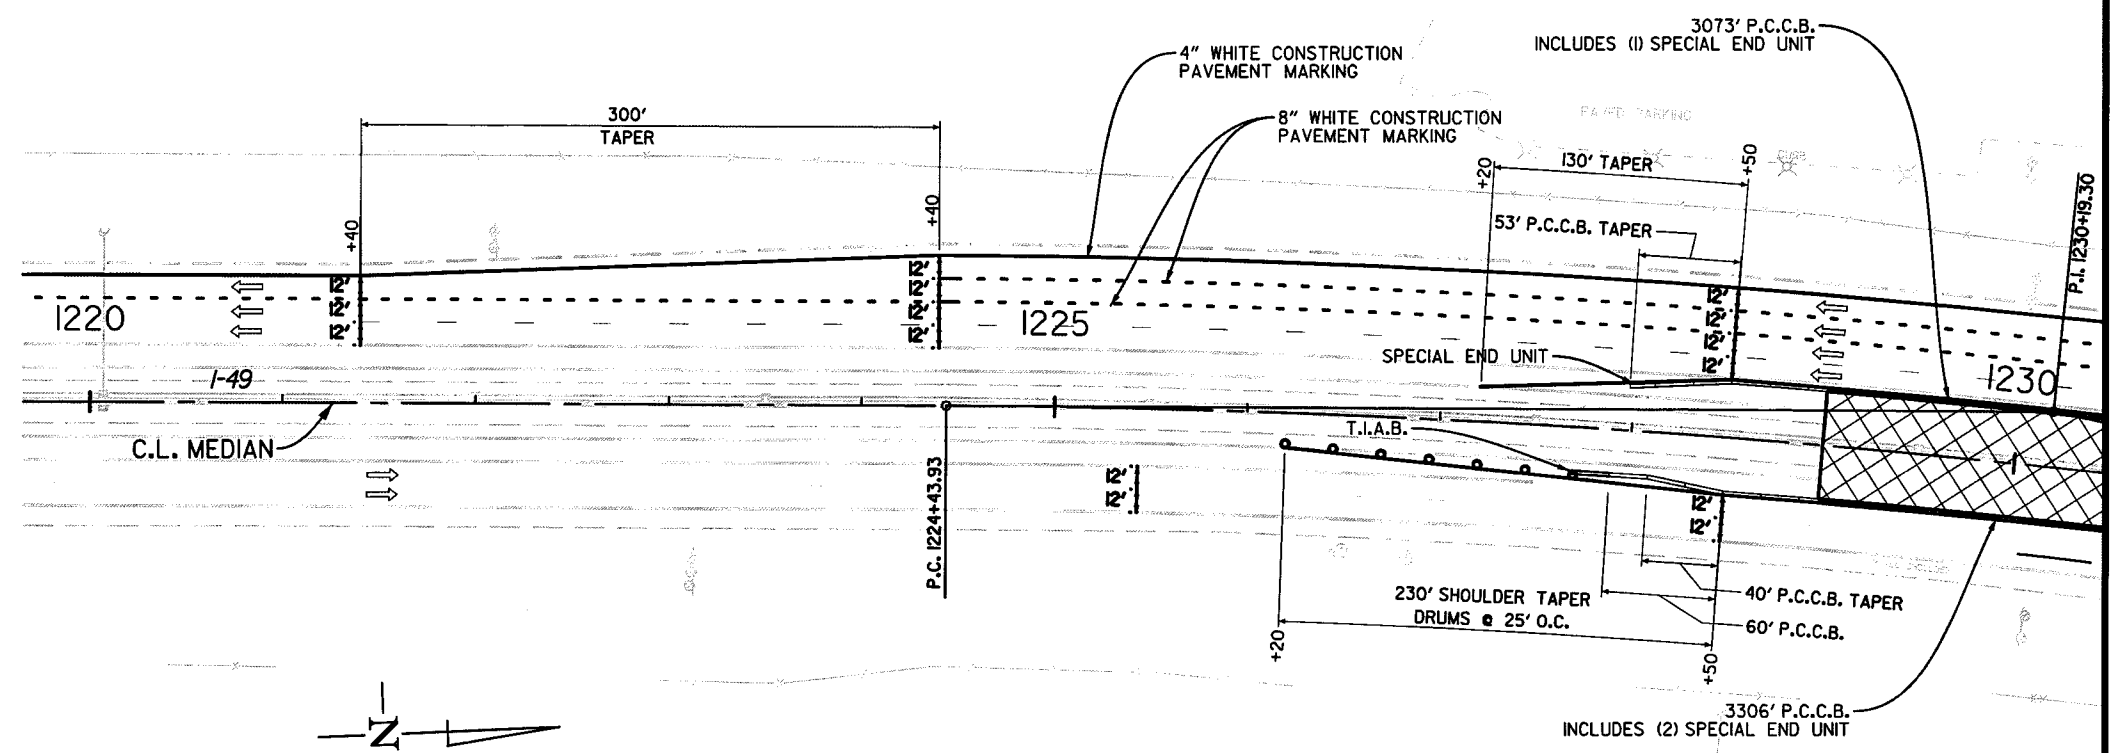 3073' P.C.C.B.
INCLUDES (1) SPECIAL END UNIT
4" WHITE CONSTRUCTION
PAVEMENT MARKING
8" WHITE CONSTRUCTION
PAVEMENT MARKING
PAVED PARKING
300'
TAPER
130' TAPER
+20
+50
53' P.C.C.B. TAPER
P.I. 1230+19.30
+40
+40
12'
12'
12'
12'
12'
12'
12'
12'
12'
12'
12'
1220
1225
1230
SPECIAL END UNIT
I-49
C.L. MEDIAN
T.I.A.B.
P.C. 1224+43.93
12'
12'
12'
12'
230' SHOULDER TAPER
DRUMS @ 25' O.C.
40' P.C.C.B. TAPER
60' P.C.C.B.
+20
+50
N
3306' P.C.C.B.
INCLUDES (2) SPECIAL END UNIT